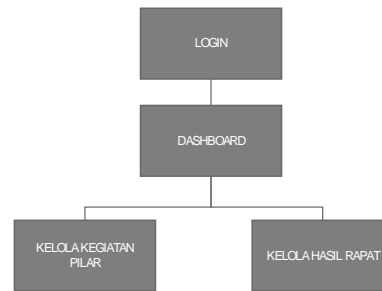 LOGIN
DASHBOARD
KELOLA KEGIATAN
PILAR
KELOLA HASIL RAPAT